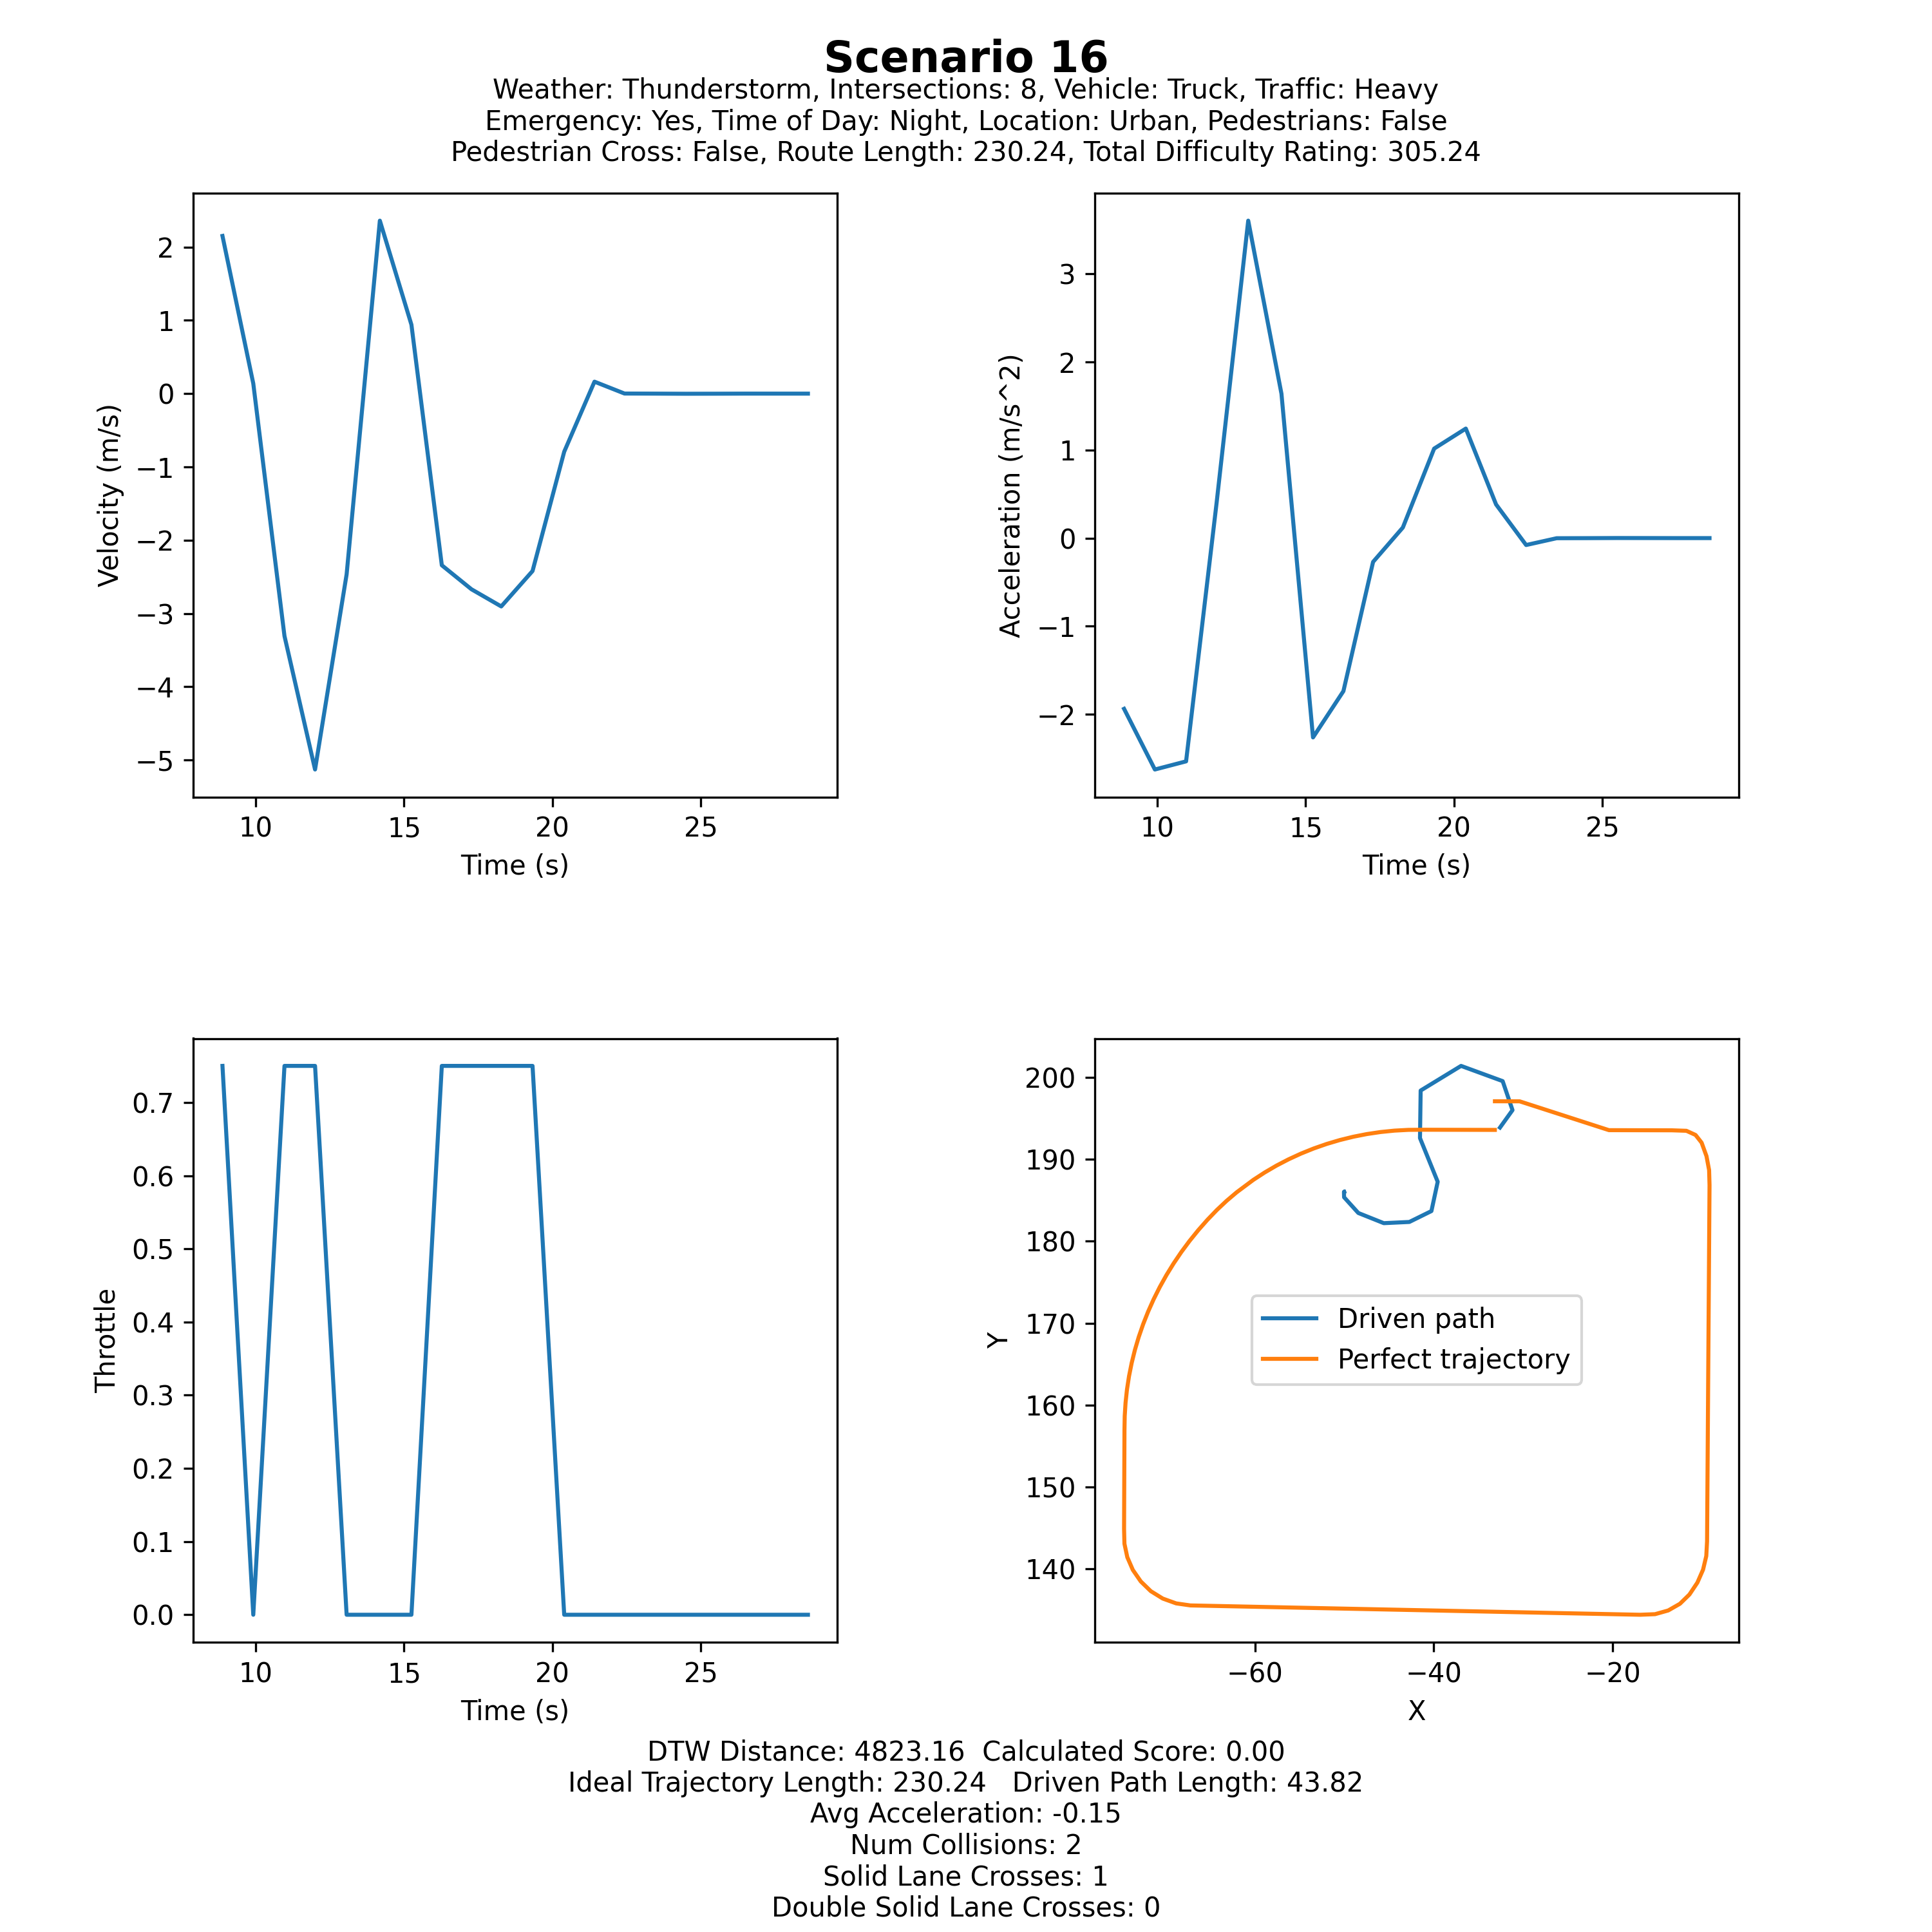 Scenario 16
Weather: Thunderstorm, Intersections: 8, Vehicle: Truck, Traffic: Heavy
Emergency: Yes, Time of Day: Night, Location: Urban, Pedestrians: False
Pedestrian Cross: False, Route Length: 230.24, Total Difficulty Rating: 305.24
Velocity (m/s)
2
1
0
−1
−2
−3
−4
−5
10 15 20 25
Time (s)
Acceleration (m/s^2)
3
2
1
0
−1
−2
10 15 20 25
Time (s)
Throttle
0.7
0.6
0.5
0.4
0.3
0.2
0.1
0.0
10 15 20 25
Time (s)
Y
200
190
180
170
160
150
140
Driven path
Perfect trajectory
−60 −40 −20
X
DTW Distance: 4823.16 Calculated Score: 0.00
Ideal Trajectory Length: 230.24 Driven Path Length: 43.82
Avg Acceleration: -0.15
Num Collisions: 2
Solid Lane Crosses: 1
Double Solid Lane Crosses: 0